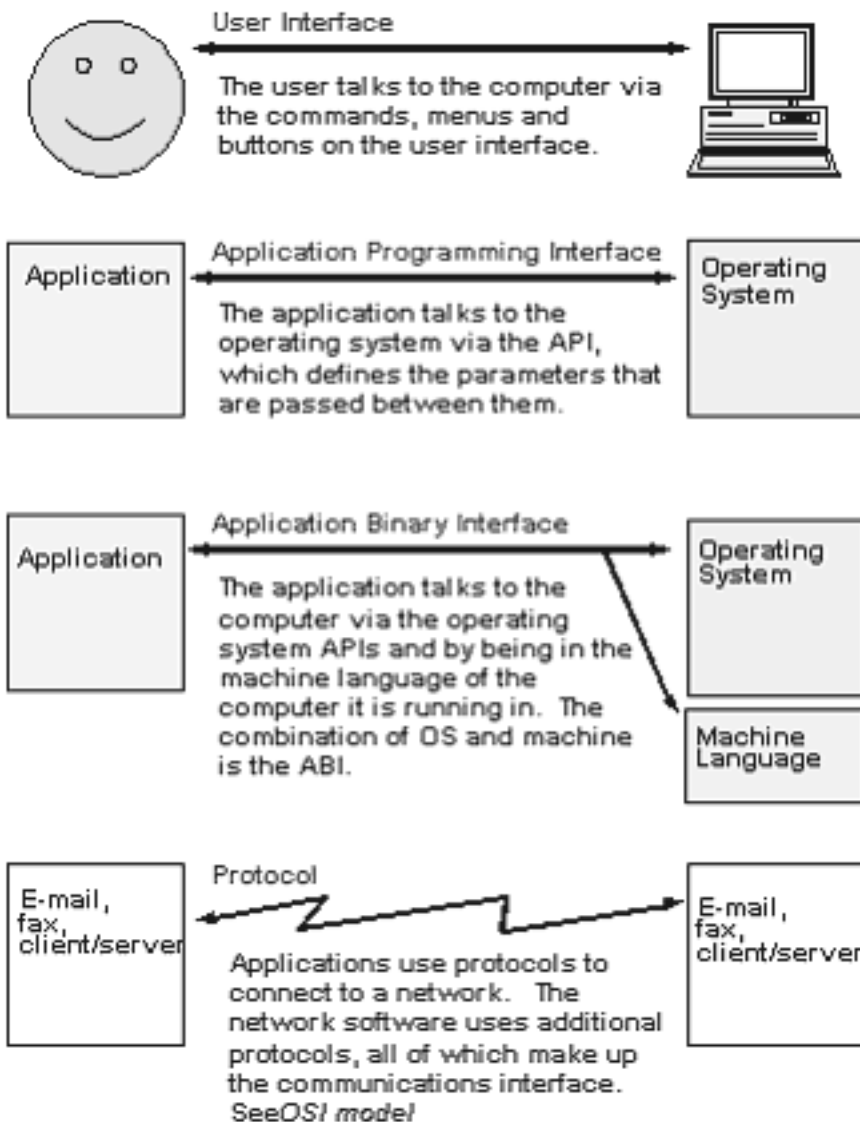 User Interface
The user talks to the computer via
the commands, menus and
buttons on the user interface.
Application
Application Programming Interface
The application talks to the
operating system via the API,
which defines the parameters that
are passed between them.
Operating
System
Application
Application Binary Interface
The application talks to the
computer via the operating
system APIs and by being in the
machine language of the
computer it is running in. The
combination of OS and machine
is the ABI.
Operating
System
Machine
Language
E-mail,
fax,
client/server
Protocol
Applications use protocols to
connect to a network. The
network software uses additional
protocols, all of which make up
the communications interface.
SeeOSI model
E-mail,
fax,
client/server